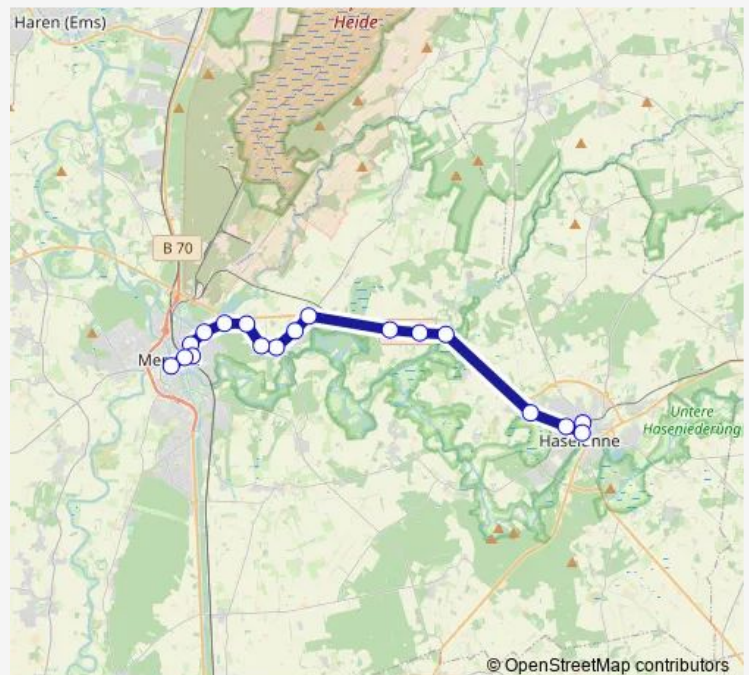 Haren (Ems)
Heide
B 70
Me
Haselünne
Untere
Haseniederung
© OpenStreetMap contributors